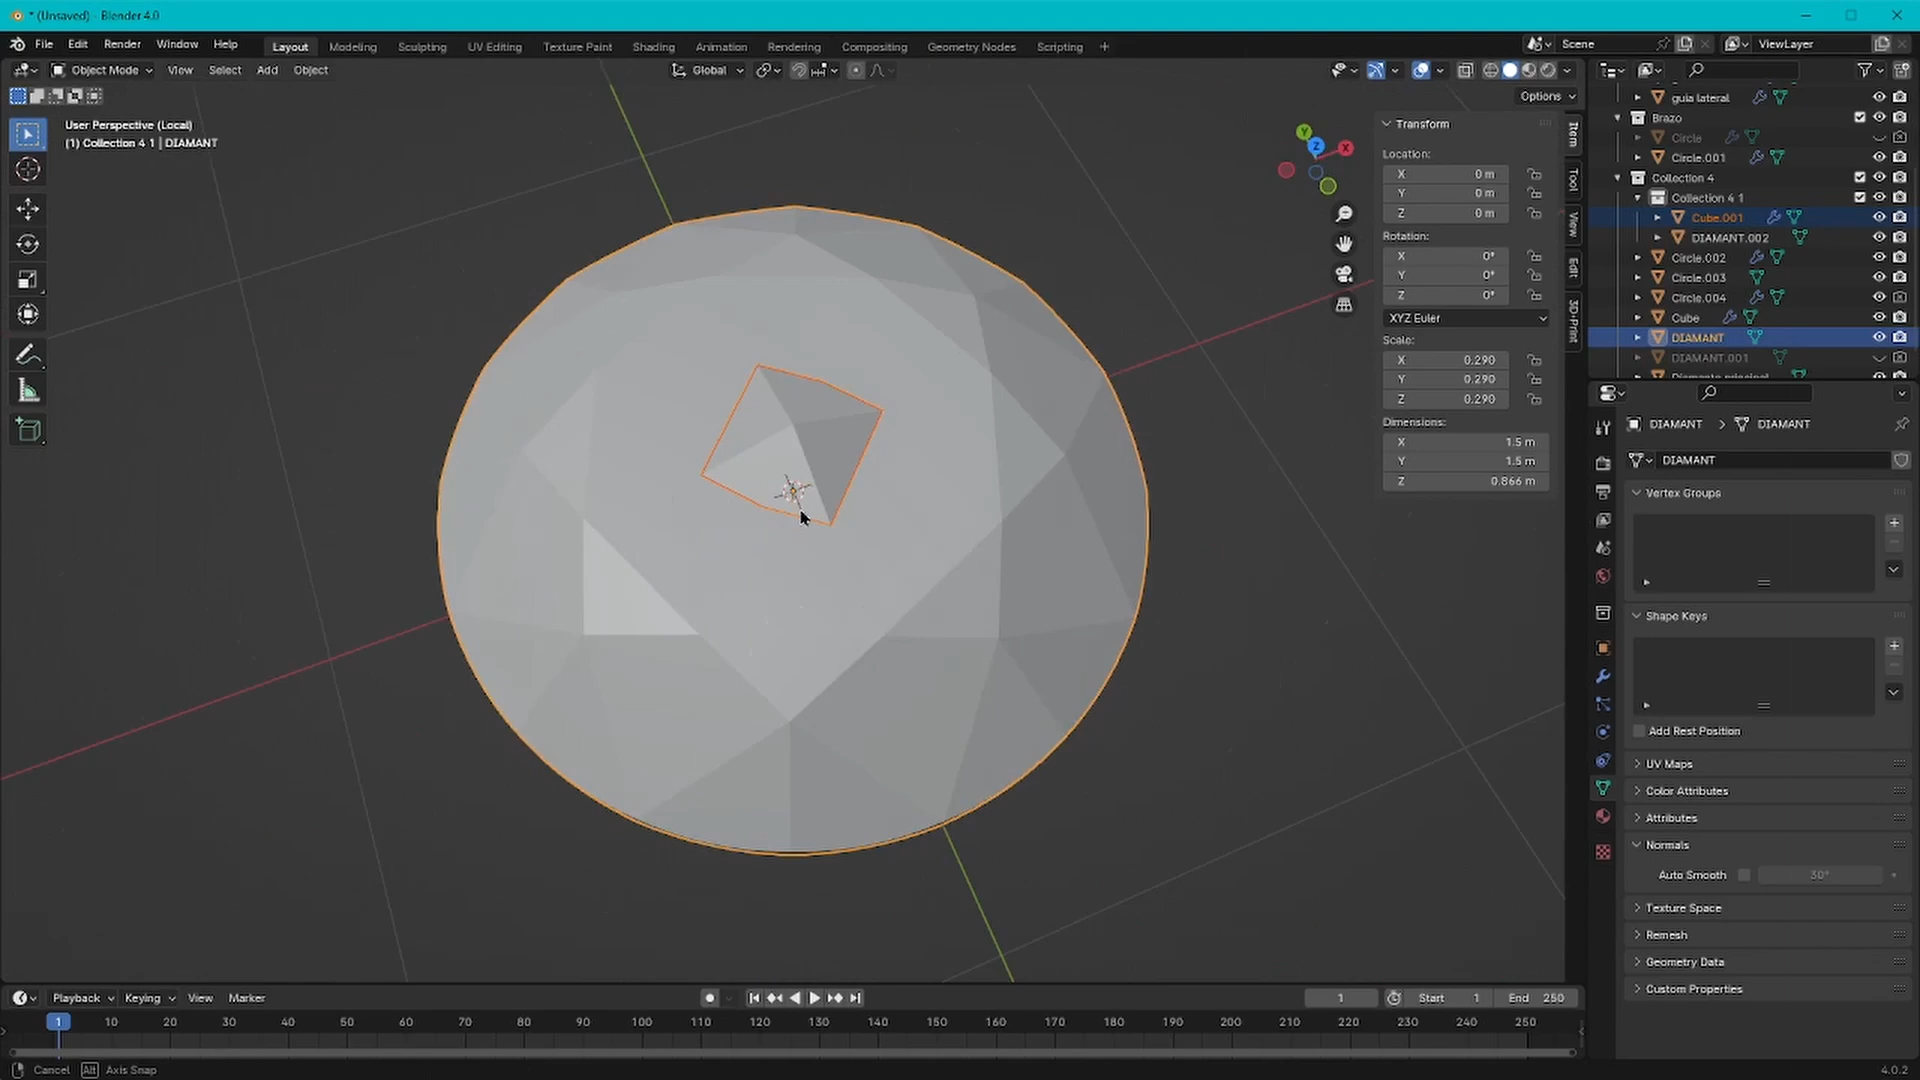 * (Unsaved) - Blender 4.0
File Edit Render Window Help
Layout Modeling Sculpting UV Editing Texture Paint Shading Animation Rendering Compositing Geometry Nodes Scripting +
Scene
ViewLayer
Object Mode View Select Add Object
Global
Options
User Perspective (Local)
(1) Collection 4 1 | DIAMANT
Y
Z
X
Transform
Location:
X 0 m
Y 0 m
Z 0 m
Rotation:
X 0°
Y 0°
Z 0°
XYZ Euler
Scale:
X 0.290
Y 0.290
Z 0.290
Dimensions:
X 1.5 m
Y 1.5 m
Z 0.866 m
Item
Tool
View
Edit
3D-Print
guia lateral
Brazo
Circle
Circle.001
Collection 4
Collection 4 1
Cube.001
DIAMANT.002
Circle.002
Circle.003
Circle.004
Cube
DIAMANT
DIAMANT.001
Diamante principal
DIAMANT > DIAMANT
DIAMANT
Vertex Groups
Shape Keys
Add Rest Position
UV Maps
Color Attributes
Attributes
Normals
Auto Smooth 30°
Texture Space
Remesh
Geometry Data
Custom Properties
Playback Keying View Marker
1 Start 1 End 250
1 10 20 30 40 50 60 70 80 90 100 110 120 130 140 150 160 170 180 190 200 210 220 230 240 250
Cancel Alt Axis Snap
4.0.2